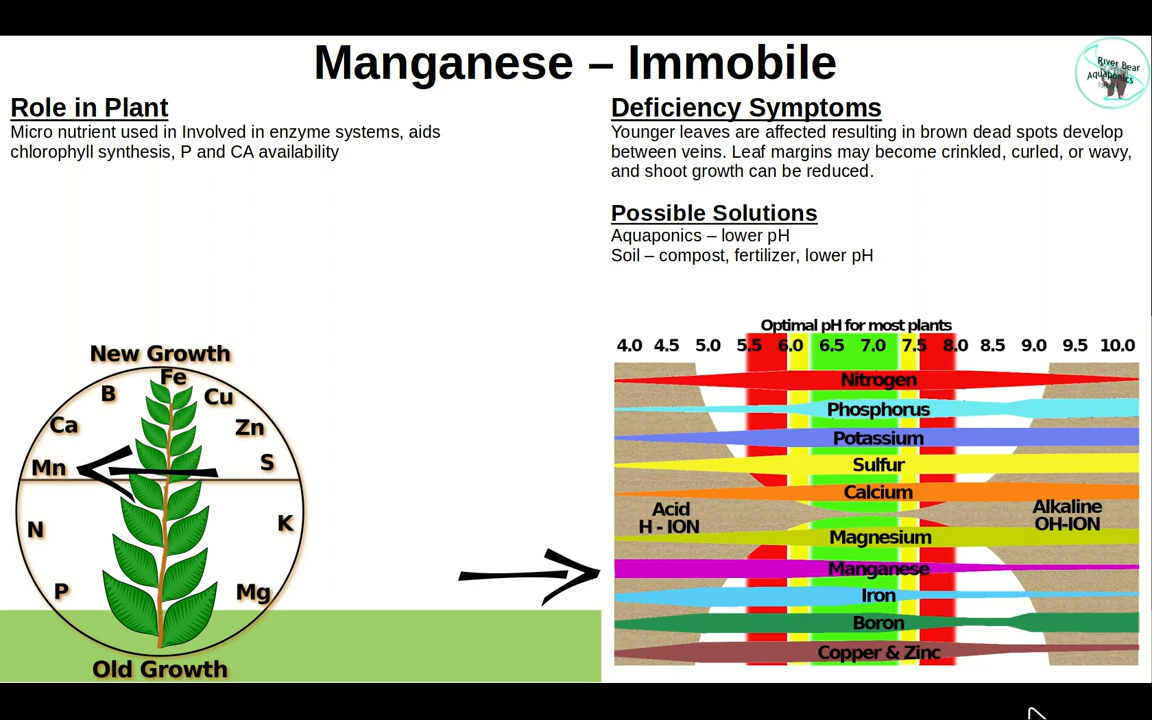 Manganese – Immobile
River Bear
Aquaponics
Role in Plant
Micro nutrient used in Involved in enzyme systems, aids
chlorophyll synthesis, P and CA availability
Deficiency Symptoms
Younger leaves are affected resulting in brown dead spots develop
between veins. Leaf margins may become crinkled, curled, or wavy,
and shoot growth can be reduced.
Possible Solutions
Aquaponics – lower pH
Soil – compost, fertilizer, lower pH
New Growth
Fe
B
Cu
Ca
Zn
Mn
S
N
K
P
Mg
Old Growth
Optimal pH for most plants
4.0 4.5 5.0 5.5 6.0 6.5 7.0 7.5 8.0 8.5 9.0 9.5 10.0
Nitrogen
Phosphorus
Potassium
Sulfur
Calcium
Acid
H - ION
Alkaline
OH-ION
Magnesium
Manganese
Iron
Boron
Copper & Zinc